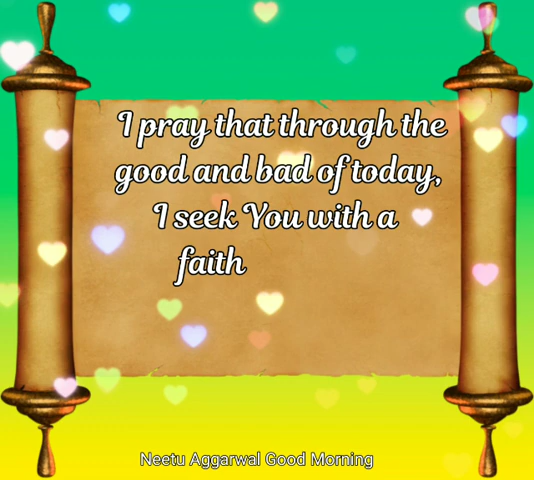 I pray that through the
good and bad of today,
I seek You with a
faith
Neetu Aggarwal Good Morning